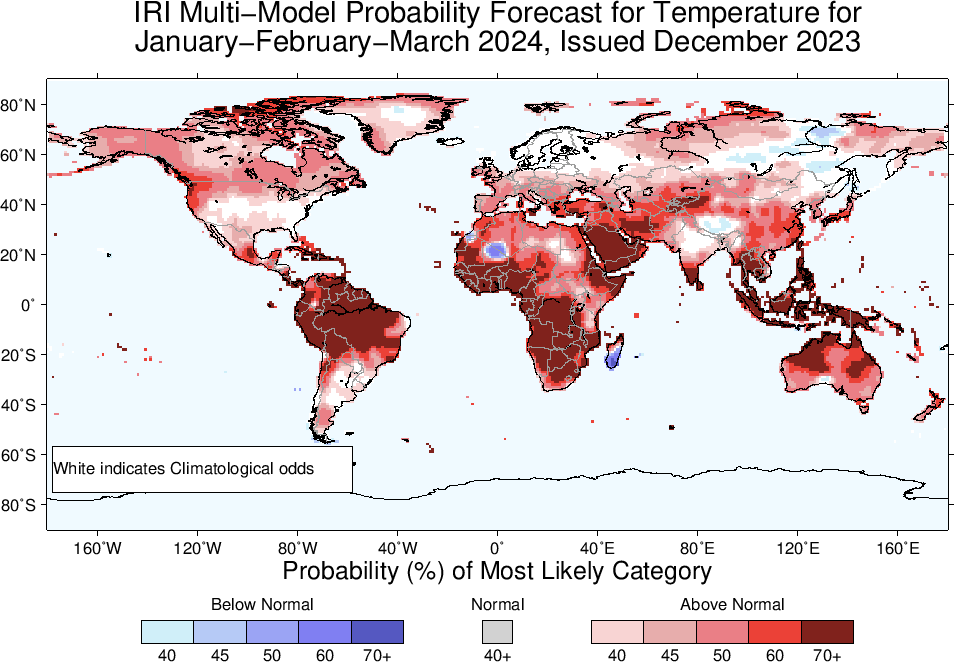 IRI Multi−Model Probability Forecast for Temperature for
January−February−March 2024, Issued December 2023
80˚N
60˚N
40˚N
20˚N
0˚
20˚S
40˚S
60˚S
80˚S
White indicates Climatological odds
160˚W 120˚W 80˚W 40˚W 0˚ 40˚E 80˚E 120˚E 160˚E
Probability (%) of Most Likely Category
Below Normal Normal Above Normal
40 45 50 60 70+ 40+ 40 45 50 60 70+